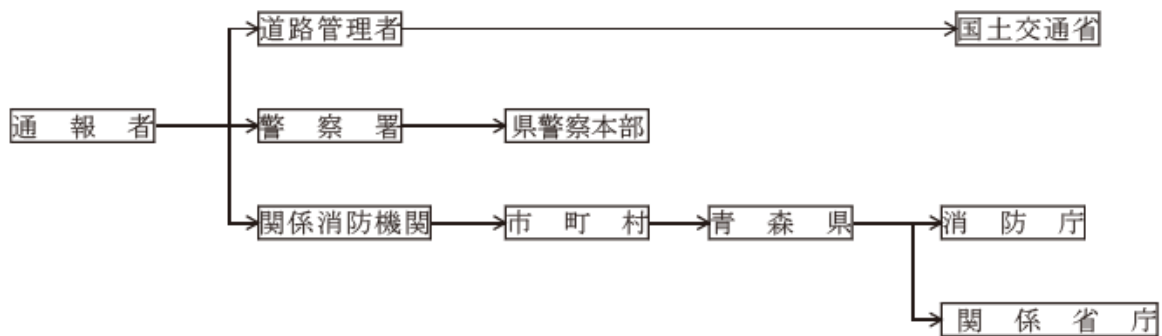 道路管理者 国土交通省
通報者 警察署 県警察本部
関係消防機関 市町村 青森県 消防庁
関係省庁